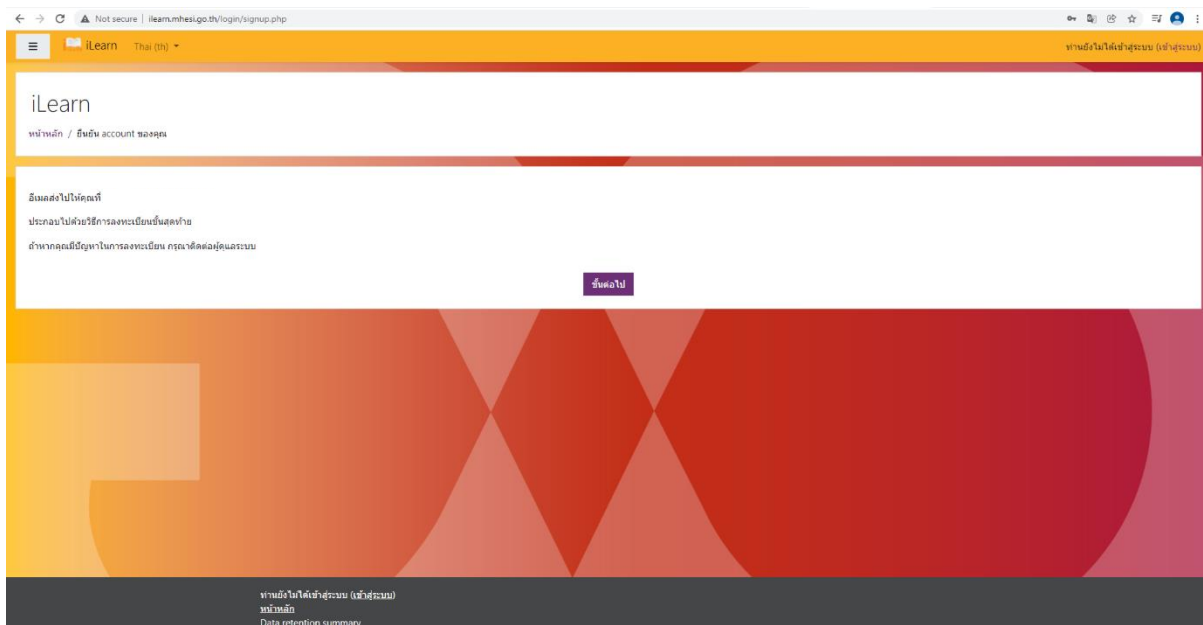 Not secure | ilearn.mhesi.go.th/login/signup.php
iLearn Thai (th) ท่านยังไม่ได้เข้าสู่ระบบ (เข้าสู่ระบบ)
iLearn
หน้าหลัก / ยืนยัน account ของคุณ
อีเมลส่งไปให้คุณที่
ประกอบไปด้วยวิธีการลงทะเบียนขั้นสุดท้าย
ถ้าหากคุณมีปัญหาในการลงทะเบียน กรุณาติดต่อผู้ดูแลระบบ
ขั้นต่อไป
ท่านยังไม่ได้เข้าสู่ระบบ (เข้าสู่ระบบ)
หน้าหลัก
Data retention summary